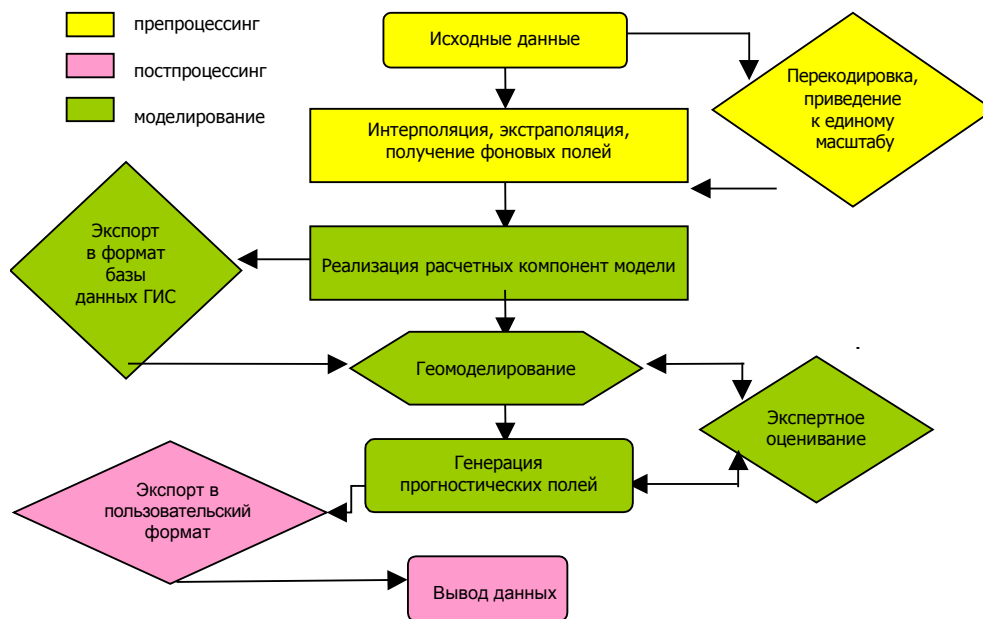 препроцессинг
постпроцессинг
моделирование
Исходные данные
Перекодировка,
приведение
к единому
масштабу
Интерполяция, экстраполяция,
получение фоновых полей
Экспорт
в формат
базы
данных ГИС
Реализация расчетных компонент модели
Геомоделирование
Экспертное
оценивание
Генерация
прогностических полей
Экспорт в
пользовательский
формат
Вывод данных